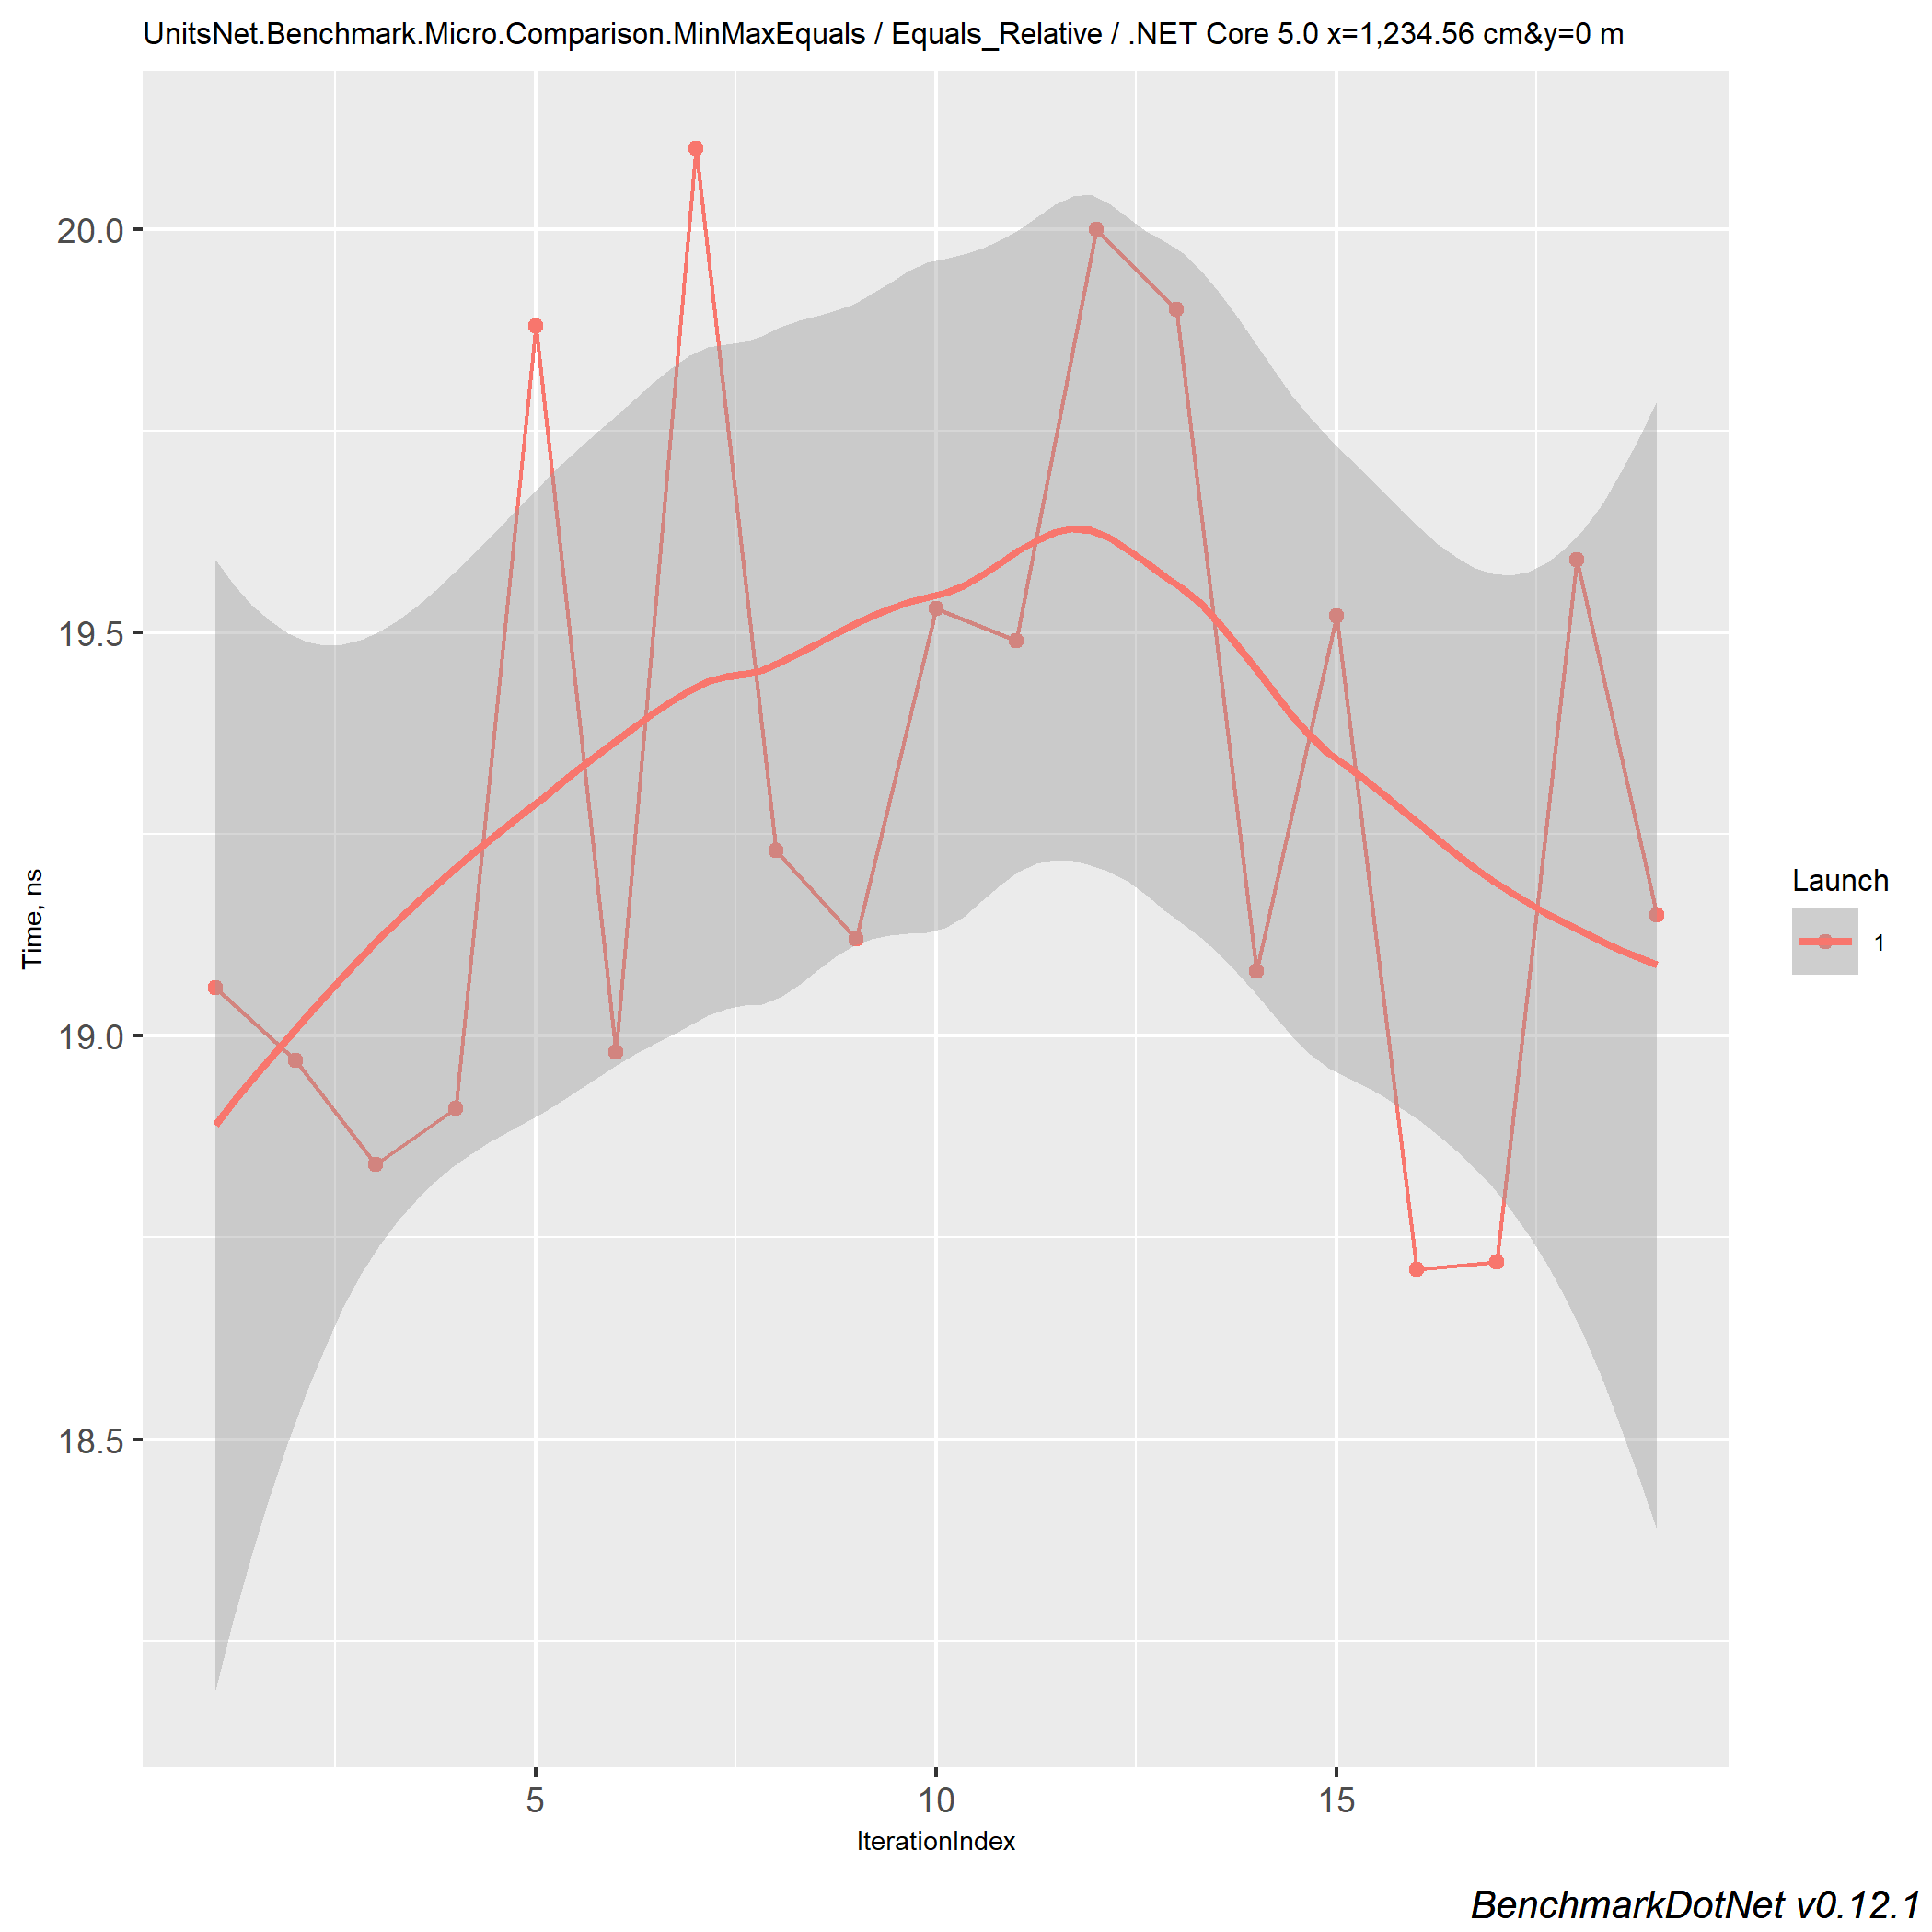 UnitsNet.Benchmark.Micro.Comparison.MinMaxEquals / Equals_Relative / .NET Core 5.0 x=1,234.56 cm&y=0 m
20.0
19.5
19.0
18.5
Time, ns
5 10 15
IterationIndex
Launch
1
BenchmarkDotNet v0.12.1